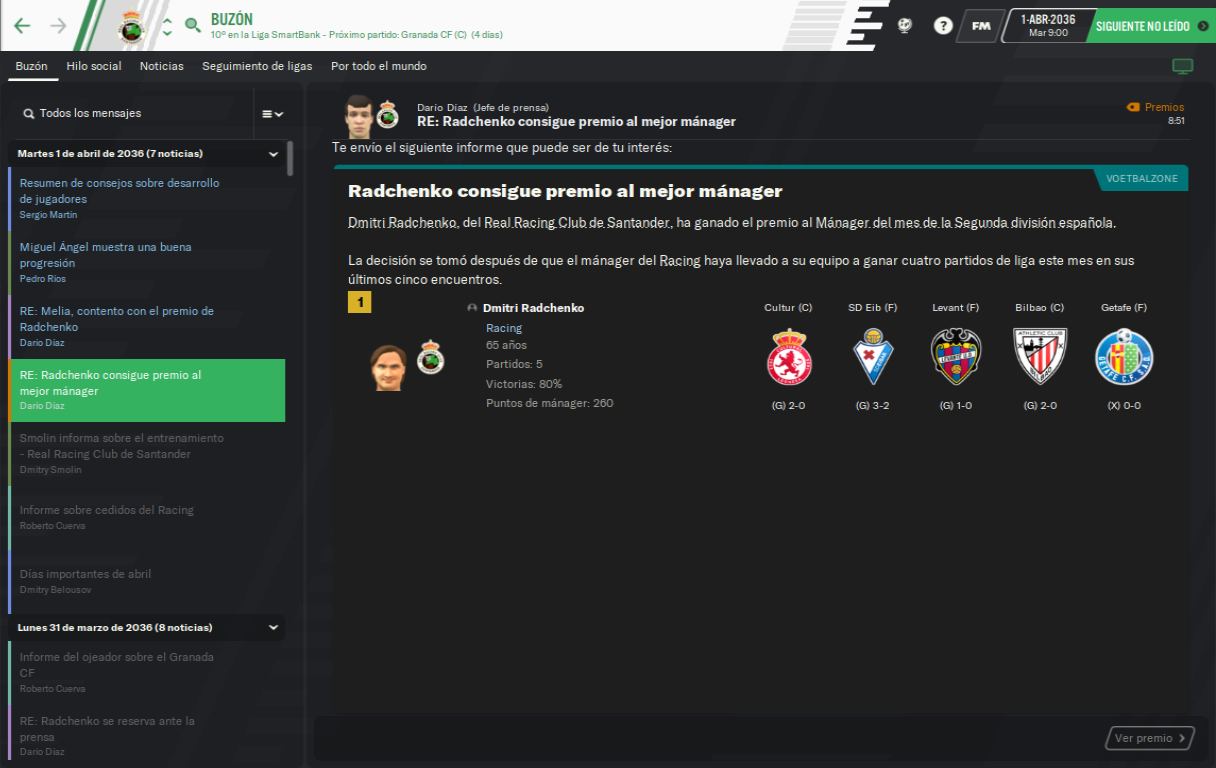 BUZÓN
10º en la Liga SmartBank - Próximo partido: Granada CF (C) (4 días)
?
FM
1-ABR-2036
Mar 9:00
SIGUIENTE NO LEÍDO
Buzón Hilo social Noticias Seguimiento de ligas Por todo el mundo
Todos los mensajes
Martes 1 de abril de 2036 (7 noticias)
Resumen de consejos sobre desarrollo
de jugadores
Sergio Martín
Miguel Ángel muestra una buena
progresión
Pedro Ríos
RE: Melia, contento con el premio de
Radchenko
Darío Díaz
RE: Radchenko consigue premio al
mejor mánager
Darío Díaz
Smolin informa sobre el entrenamiento
- Real Racing Club de Santander
Dmitry Smolin
Informe sobre cedidos del Racing
Roberto Cuerva
Días importantes de abril
Dmitry Belousov
Lunes 31 de marzo de 2036 (8 noticias)
Informe del ojeador sobre el Granada
CF
Roberto Cuerva
RE: Radchenko se reserva ante la
prensa
Darío Díaz
Darío Díaz (Jefe de prensa)
RE: Radchenko consigue premio al mejor mánager
Premios
8:51
Te envío el siguiente informe que puede ser de tu interés:
VOETBALZONE
Radchenko consigue premio al mejor mánager
Dmitri Radchenko, del Real Racing Club de Santander, ha ganado el premio al Mánager del mes de la Segunda división española.
La decisión se tomó después de que el mánager del Racing haya llevado a su equipo a ganar cuatro partidos de liga este mes en sus
últimos cinco encuentros.
1
Dmitri Radchenko
Racing
65 años
Partidos: 5
Victorias: 80%
Puntos de mánager: 260
Cultur (C) SD Eib (F) Levant (F) Bilbao (C) Getafe (F)
ATHLETIC CLUB
BILBAO
LEVANTE U.D
GETAFE C.F. S.A.D.
(G) 2-0 (G) 3-2 (G) 1-0 (G) 2-0 (X) 0-0
Ver premio